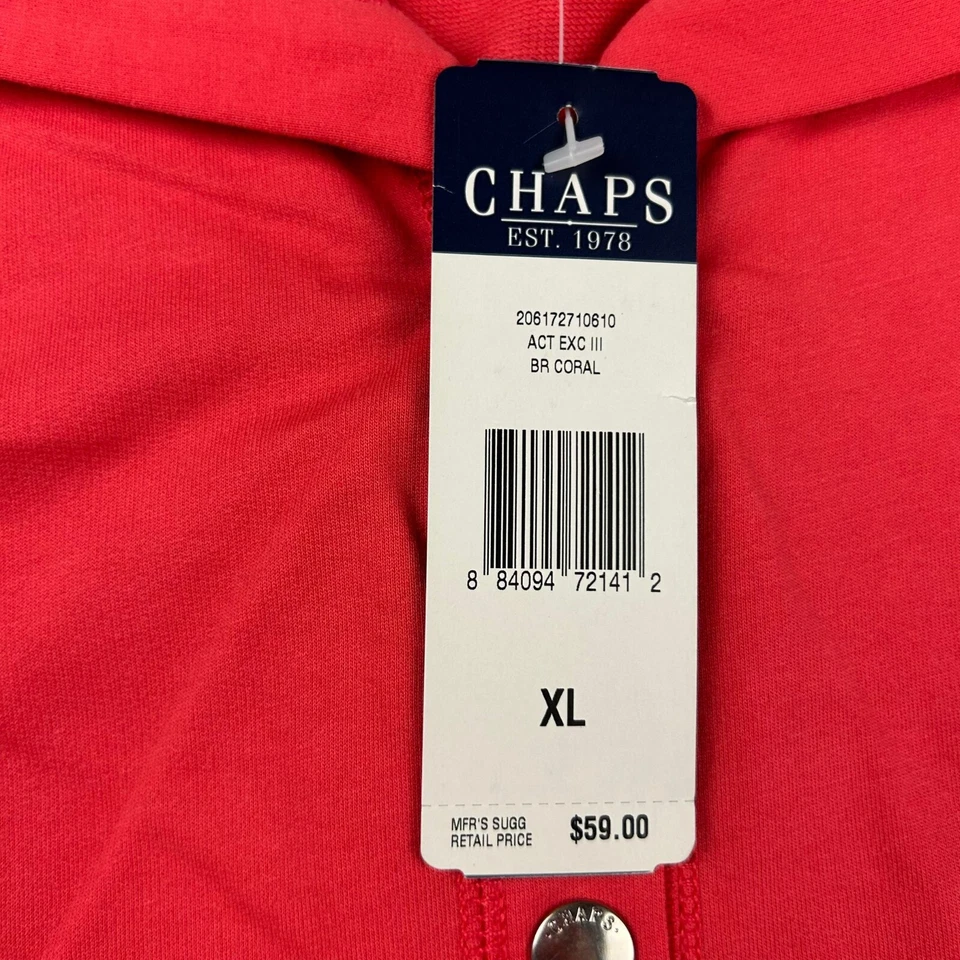 CHAPS
EST. 1978
206172710610
ACT EXC III
BR CORAL
8 84094 72141 2
XL
MFR'S SUGG
RETAIL PRICE
$59.00
CHAPS.